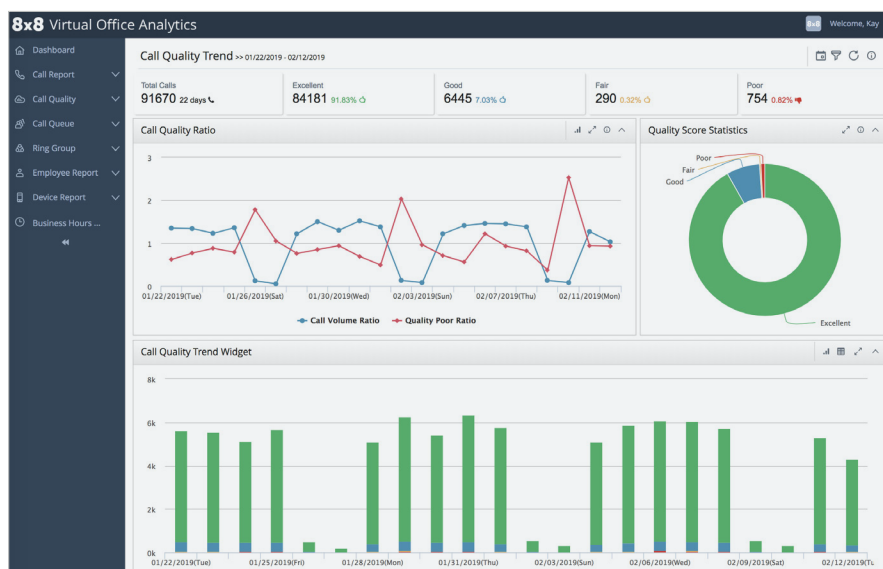 8x8 Virtual Office Analytics
8x8 Welcome, Kay
Dashboard
Call Report
Call Quality
Call Queue
Ring Group
Employee Report
Device Report
Business Hours ...
Call Quality Trend >> 01/22/2019 - 02/12/2019
Total Calls
91670 22 days
Excellent
84181 91.83%
Good
6445 7.03%
Fair
290 0.32%
Poor
754 0.82%
Call Quality Ratio
3
2
1
0
01/22/2019(Tue) 01/26/2019(Sat) 01/30/2019(Wed) 02/03/2019(Sun) 02/07/2019(Thu) 02/11/2019(Mon)
Call Volume Ratio Quality Poor Ratio
Quality Score Statistics
Poor
Fair
Good
Excellent
Call Quality Trend Widget
8k
6k
4k
2k
0k
01/22/2019(Tue) 01/25/2019(Fri) 01/28/2019(Mon) 01/31/2019(Thu) 02/03/2019(Sun) 02/06/2019(Wed) 02/09/2019(Sat) 02/12/2019(Tu